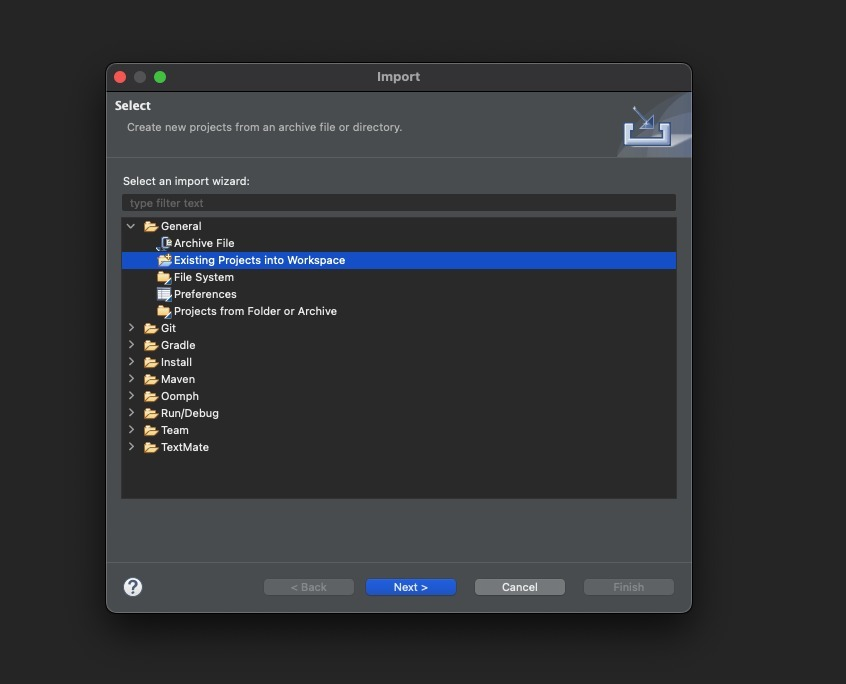 Import
Select
Create new projects from an archive file or directory.
Select an import wizard:
type filter text
General
Archive File
Existing Projects into Workspace
File System
Preferences
Projects from Folder or Archive
Git
Gradle
Install
Maven
Oomph
Run/Debug
Team
TextMate
? < Back Next > Cancel Finish